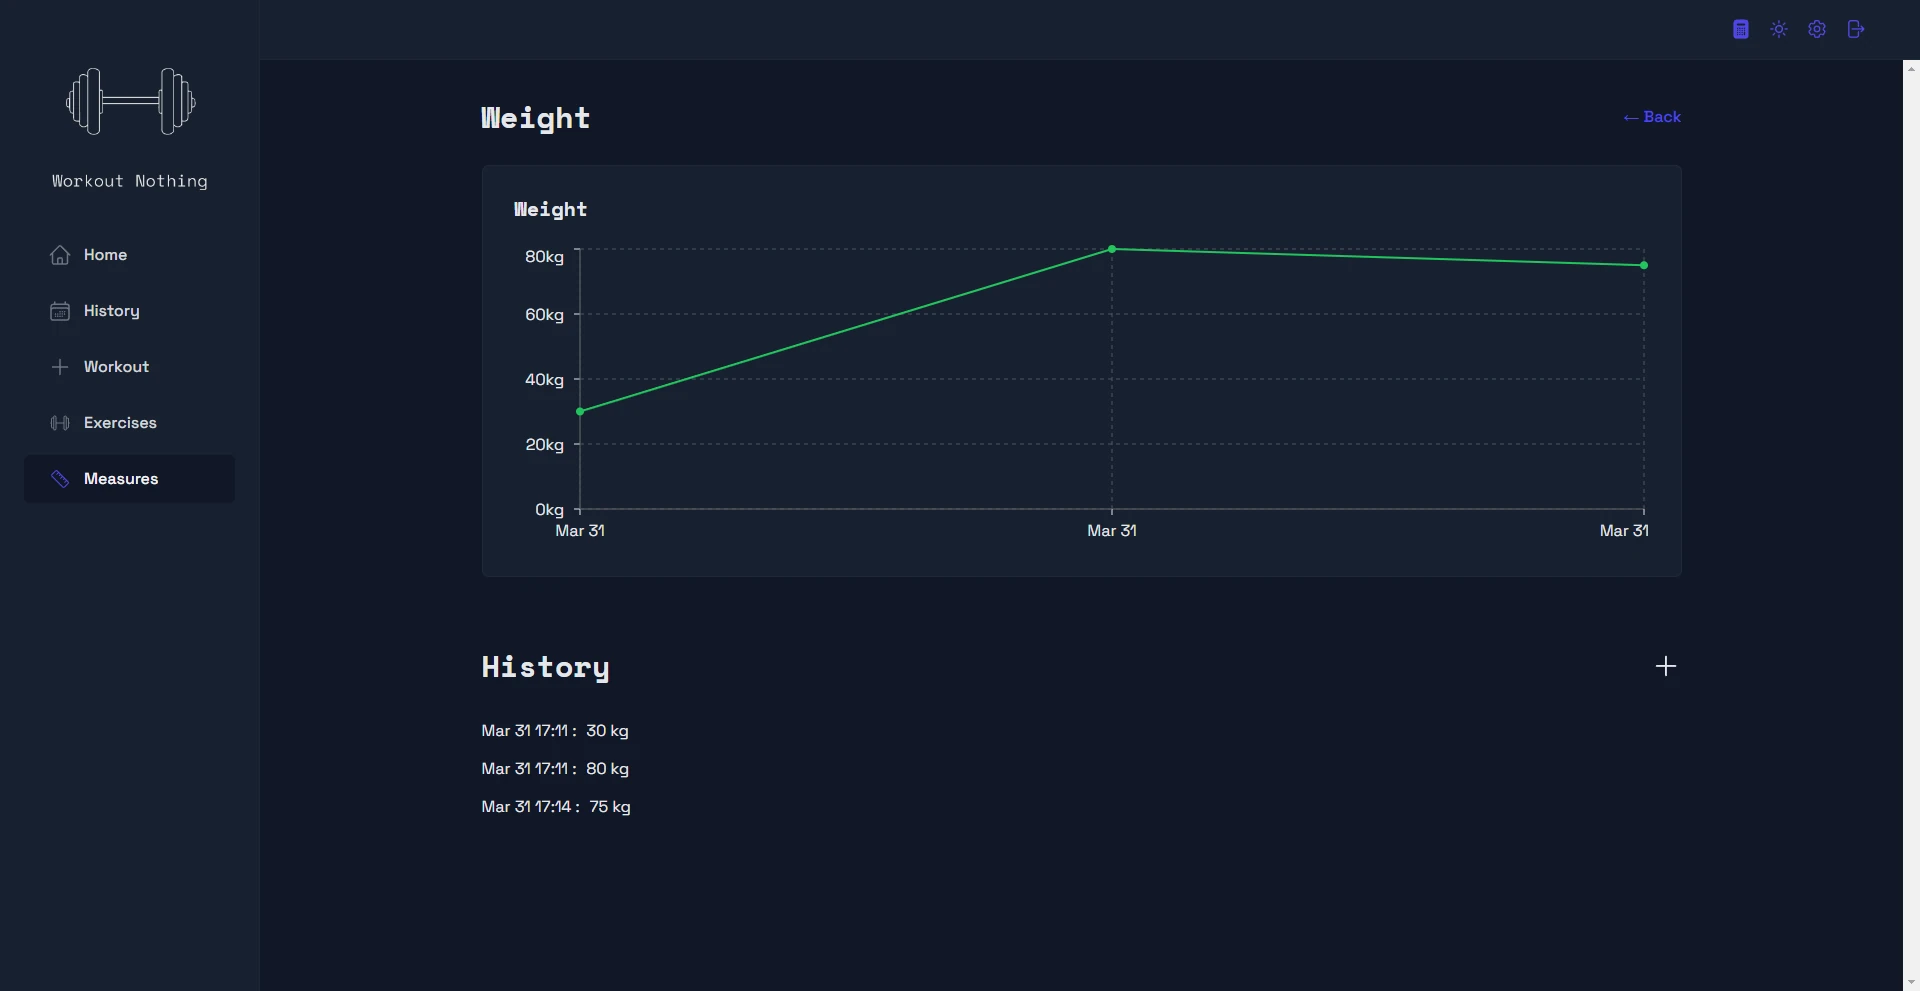 Workout Nothing
Home
History
Workout
Exercises
Measures
Weight
← Back
Weight
80kg
60kg
40kg
20kg
0kg
Mar 31 Mar 31 Mar 31
History
Mar 31 17:11 : 30 kg
Mar 31 17:11 : 80 kg
Mar 31 17:14 : 75 kg